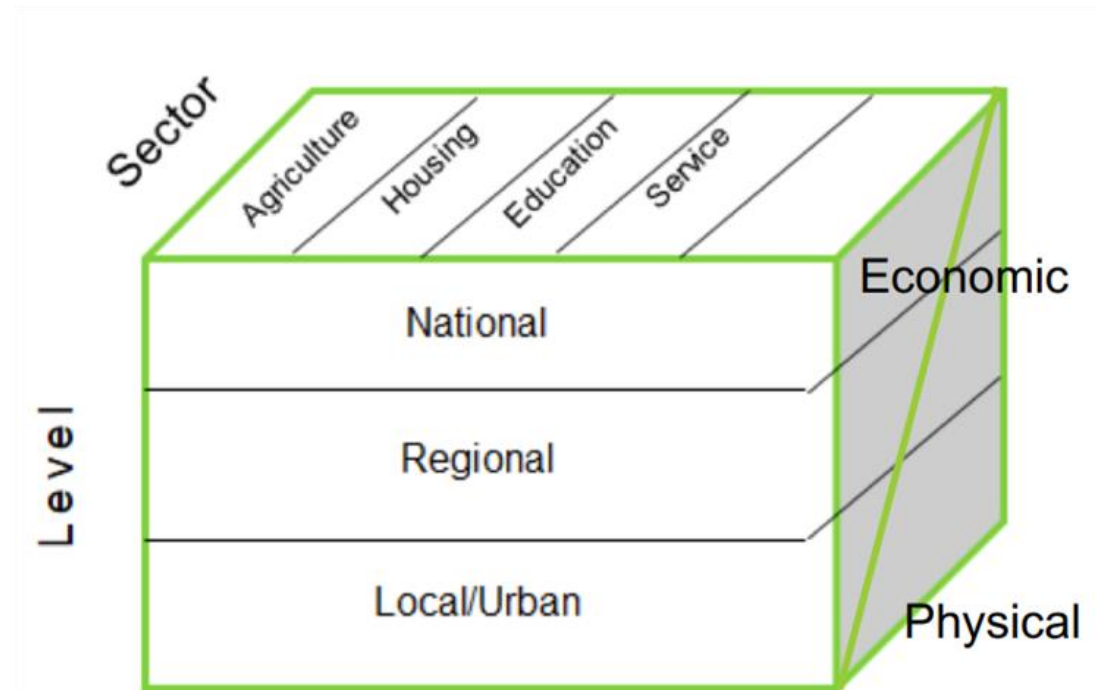 Sector
Agriculture
Housing
Education
Service
Economic
National
Level
Regional
Local/Urban
Physical